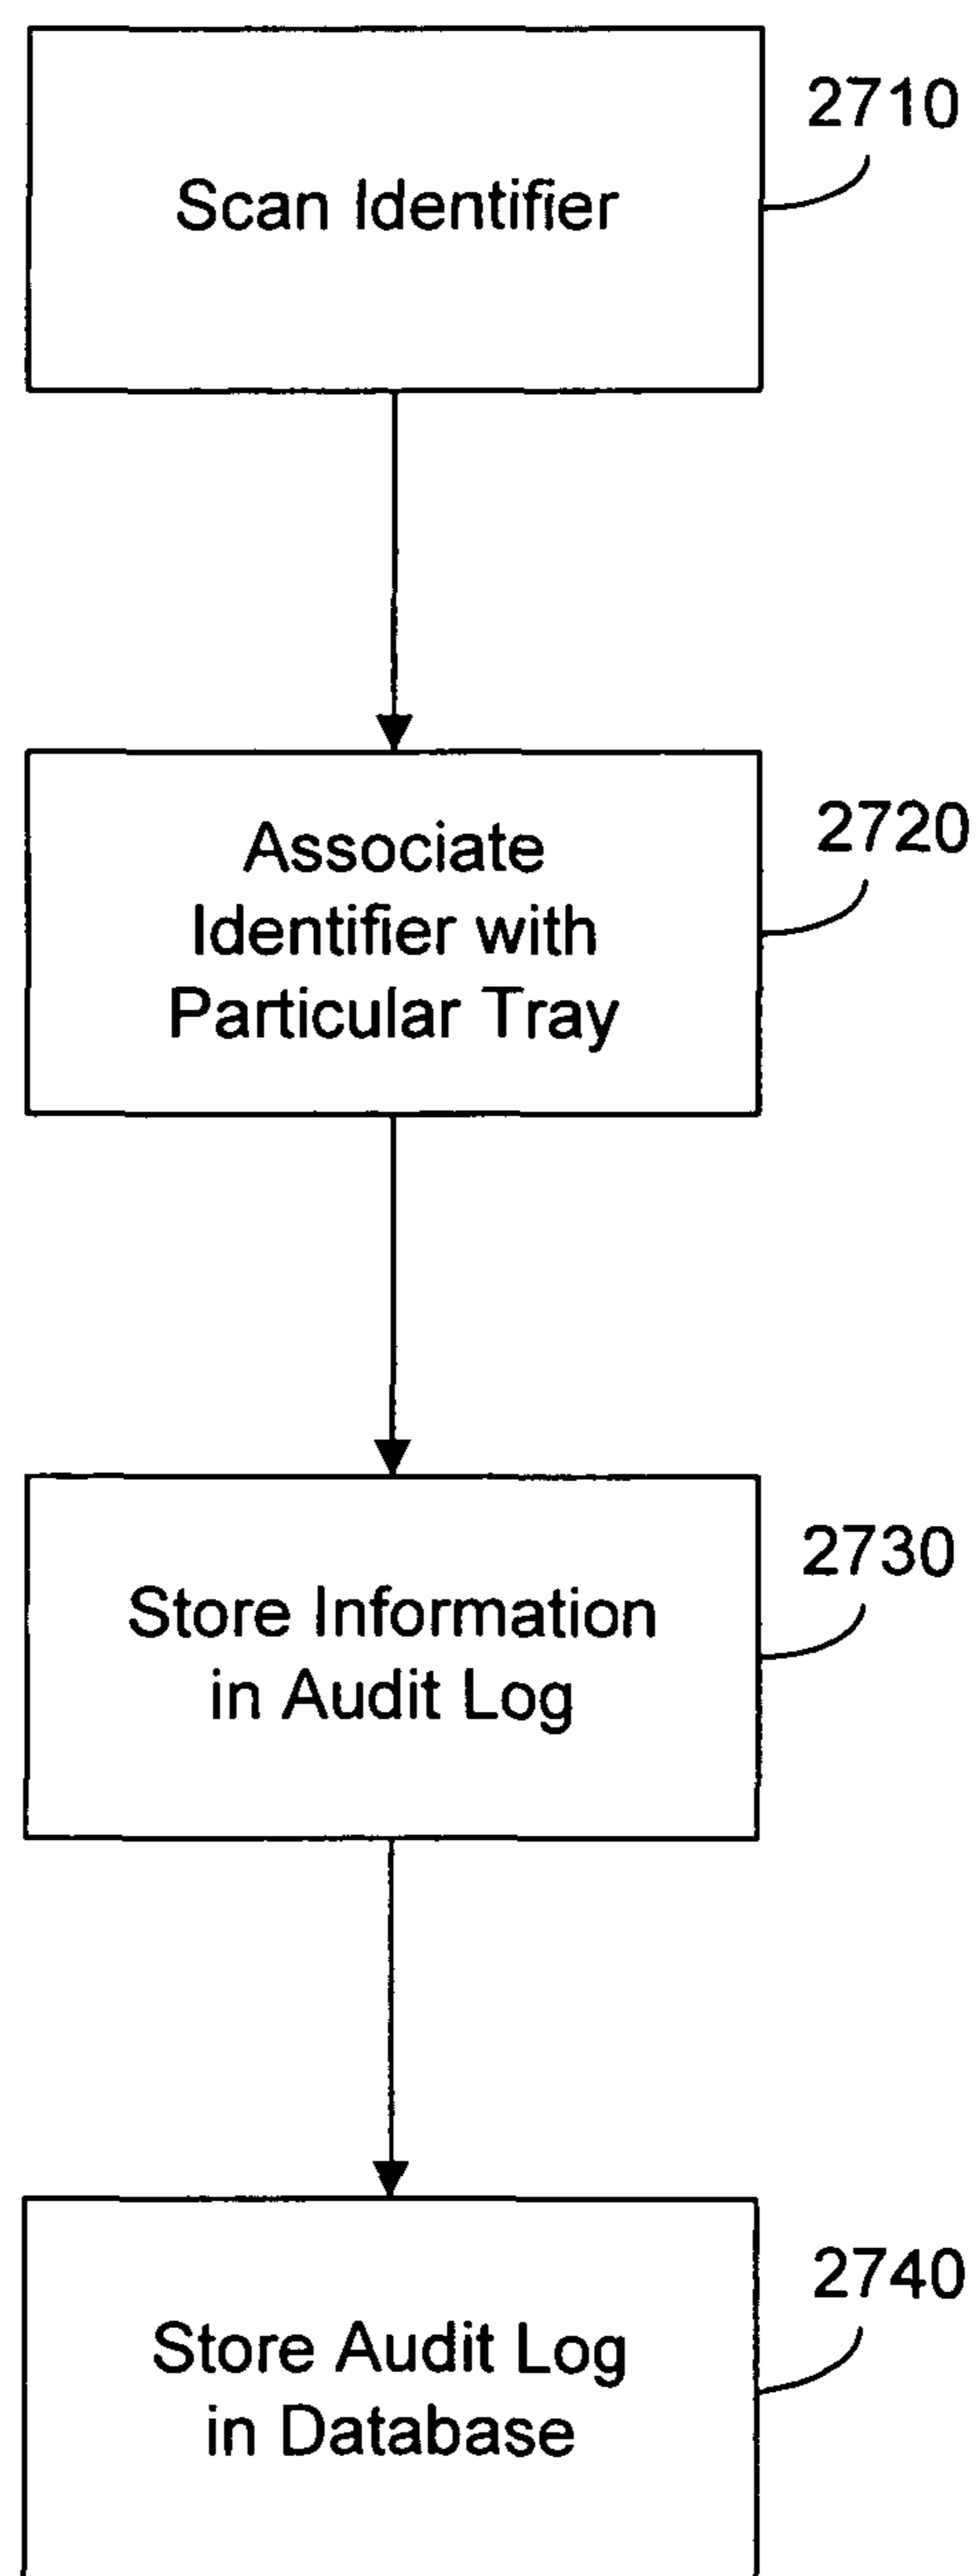 2710
Scan Identifier
2720
Associate
Identifier with
Particular Tray
2730
Store Information
in Audit Log
2740
Store Audit Log
in Database